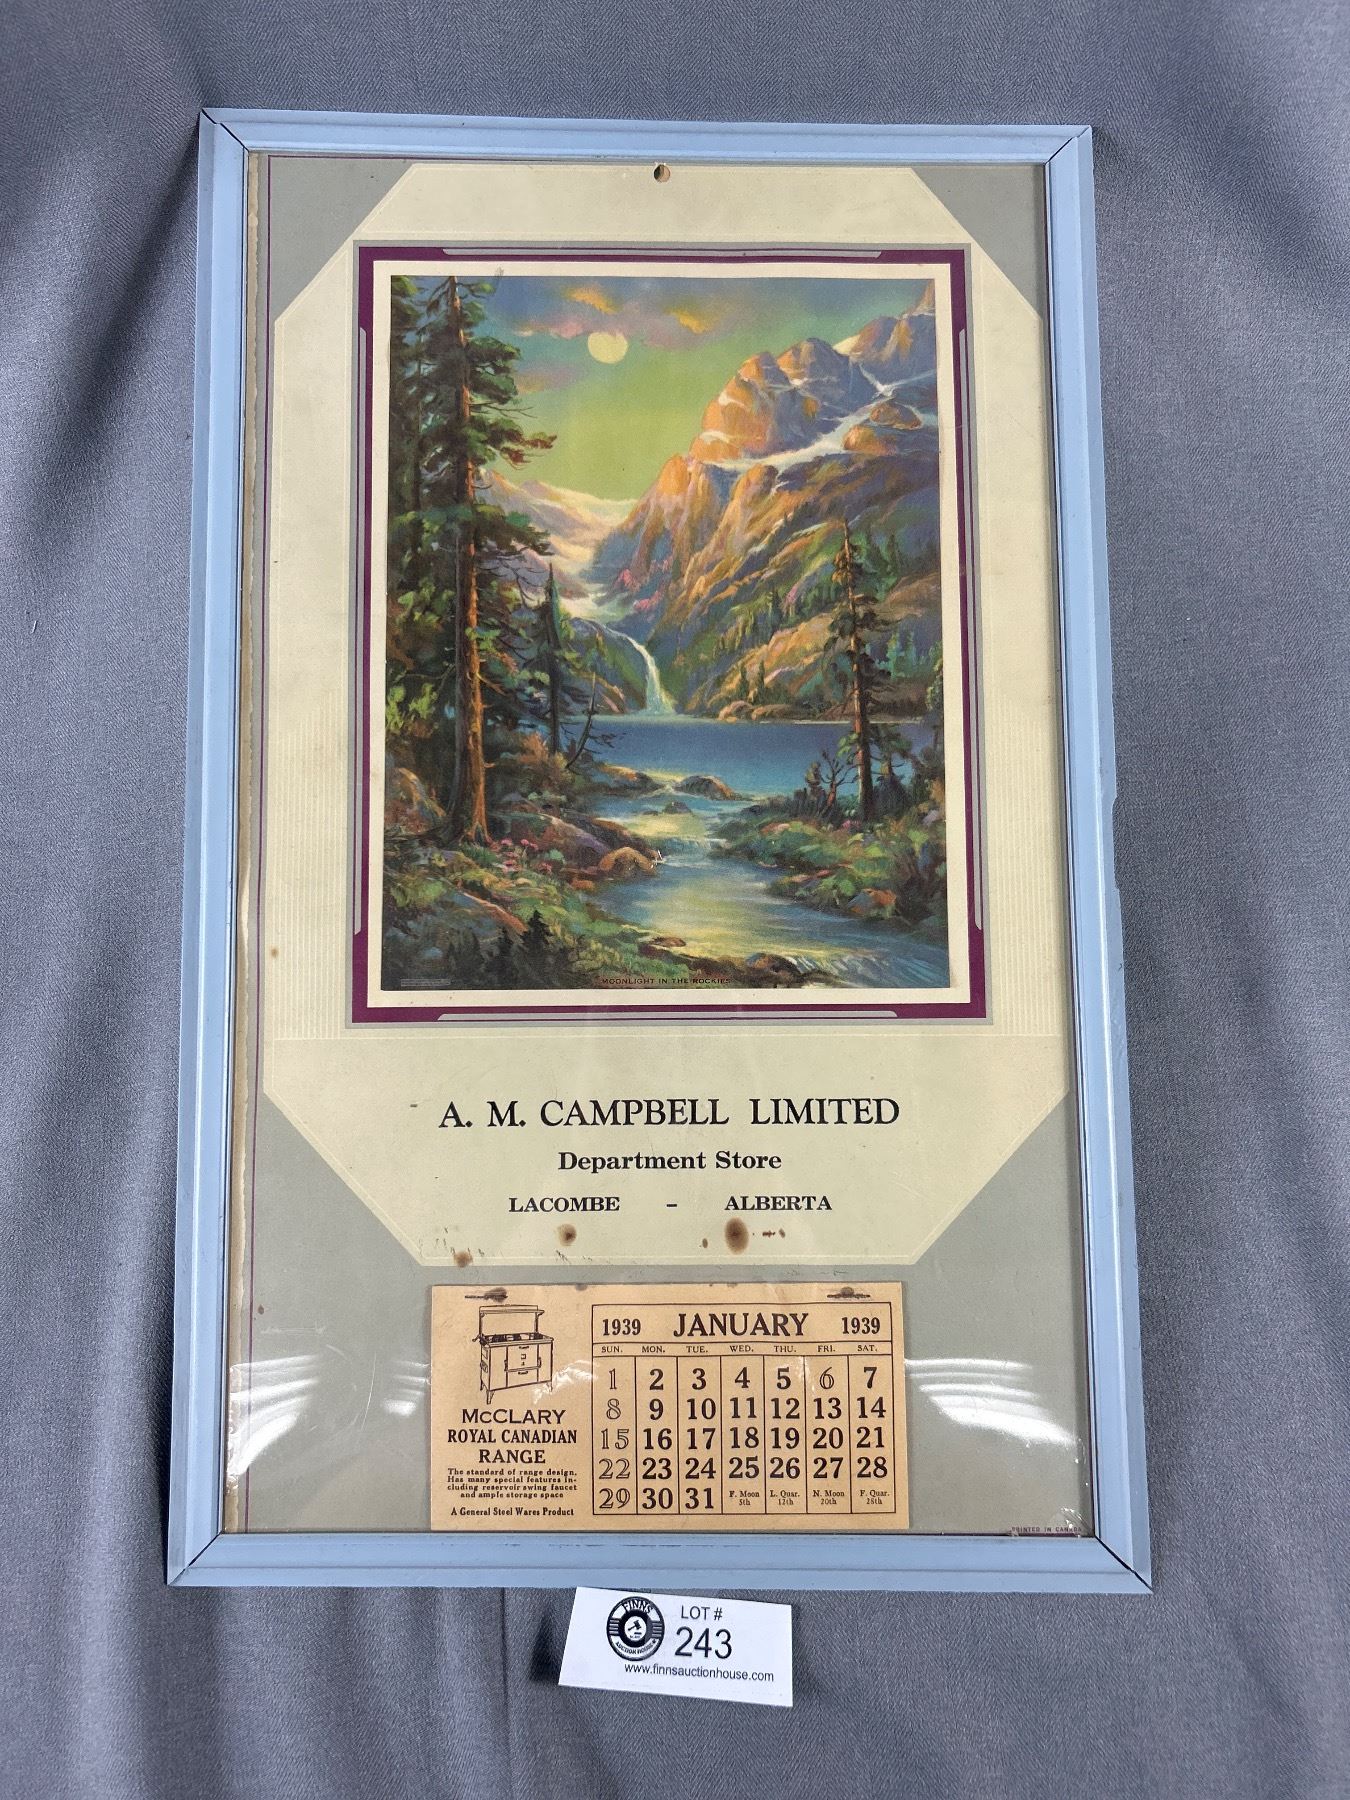 MOONLIGHT IN THE ROCKIES
A. M. CAMPBELL LIMITED
Department Store
LACOMBE - ALBERTA
McCLARY
ROYAL CANADIAN
RANGE
The standard of range design.
Has many special features in-
cluding reservoir swing faucet
and ample storage space
A General Steel Wares Product
1939 JANUARY 1939
SUN. MON. TUE. WED. THU. FRI. SAT.
1 2 3 4 5 6 7
8 9 10 11 12 13 14
15 16 17 18 19 20 21
22 23 24 25 26 27 28
29 30 31 F. Moon 5th L. Quar. 12th N. Moon 20th F. Quar. 28th
PRINTED IN CANADA
FINNS
AUCTION HOUSE
LOT #
243
www.finnsauctionhouse.com